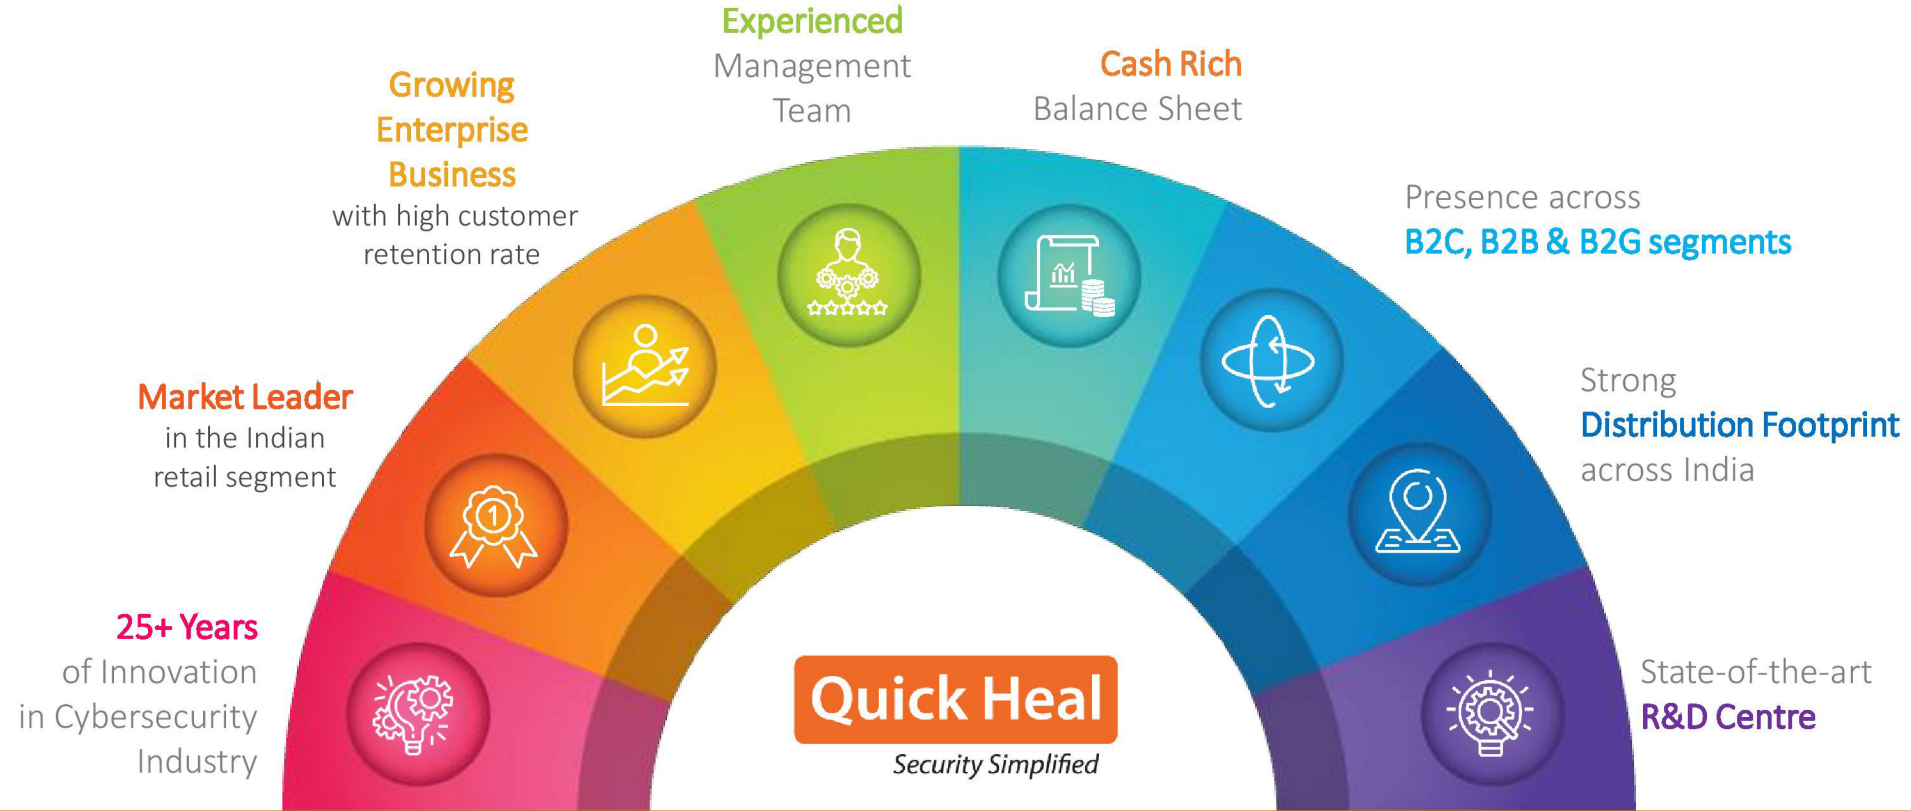 Experienced
Management
Team
Cash Rich
Balance Sheet
Growing
Enterprise
Business
with high customer
retention rate
Presence across
B2C, B2B & B2G segments
Market Leader
in the Indian
retail segment
Strong
Distribution Footprint
across India
1
25+ Years
of Innovation
in Cybersecurity
Industry
State-of-the-art
R&D Centre
Quick Heal
Security Simplified